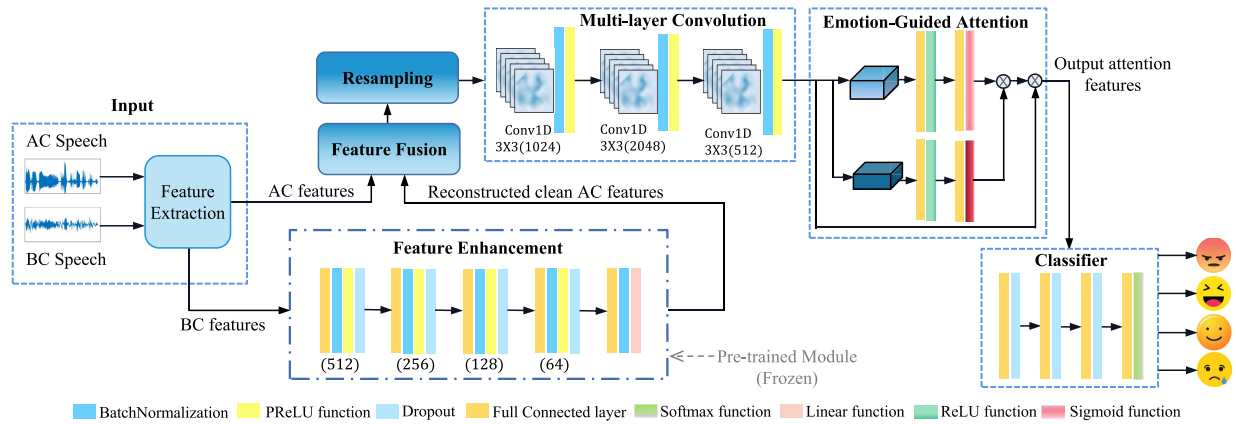 Multi-layer Convolution
Emotion-Guided Attention
Resampling
Output attention
features
Input
Conv1D
3X3(1024)
Conv1D
3X3(2048)
Conv1D
3X3(512)
AC Speech
Feature Fusion
Feature
Extraction
AC features
Reconstructed clean AC features
BC Speech
Feature Enhancement
Classifier
BC features
(512)
(256)
(128)
(64)
Pre-trained Module
(Frozen)
BatchNormalization
PReLU function
Dropout
Full Connected layer
Softmax function
Linear function
ReLU function
Sigmoid function